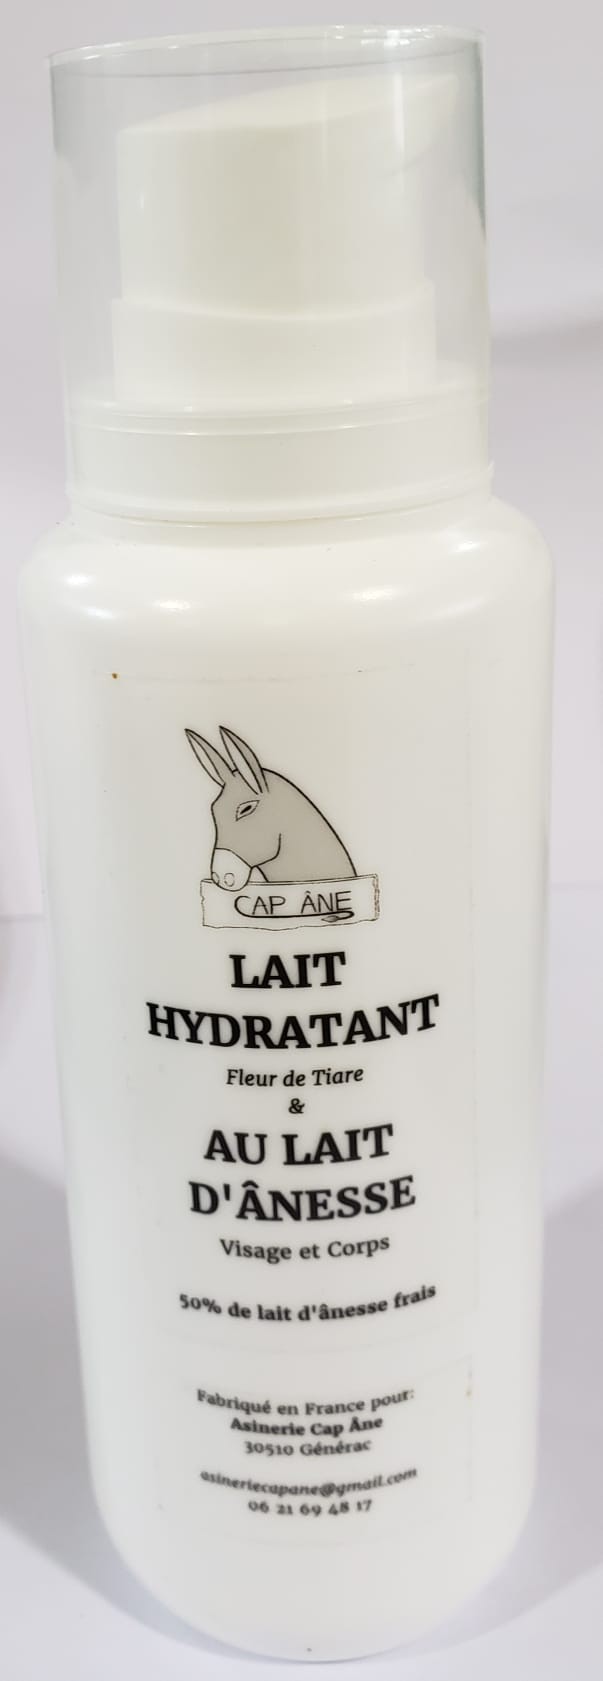 CAP ÂNE
LAIT
HYDRATANT
Fleur de Tiare
&
AU LAIT
D'ÂNESSE
Visage et Corps
50% de lait d'ânesse frais
Fabriqué en France pour:
Asinerie Cap Âne
30510 Générac
asineriecapane@gmail.com
06 21 69 48 17